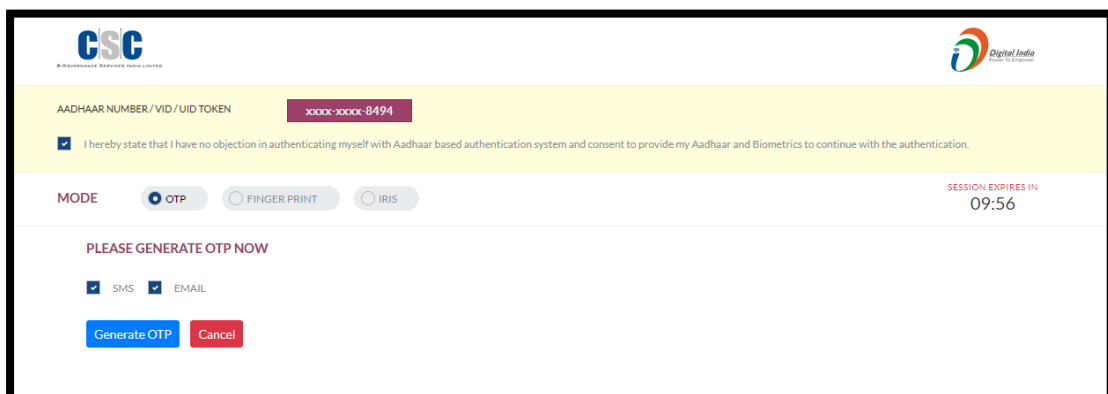 CSC
e-Governance Services India Limited
Digital India
Power To Empower
AADHAAR NUMBER / VID / UID TOKEN xxxx-xxxx-8494
I hereby state that I have no objection in authenticating myself with Aadhaar based authentication system and consent to provide my Aadhaar and Biometrics to continue with the authentication.
MODE OTP FINGER PRINT IRIS
SESSION EXPIRES IN
09:56
PLEASE GENERATE OTP NOW
SMS EMAIL
Generate OTP Cancel